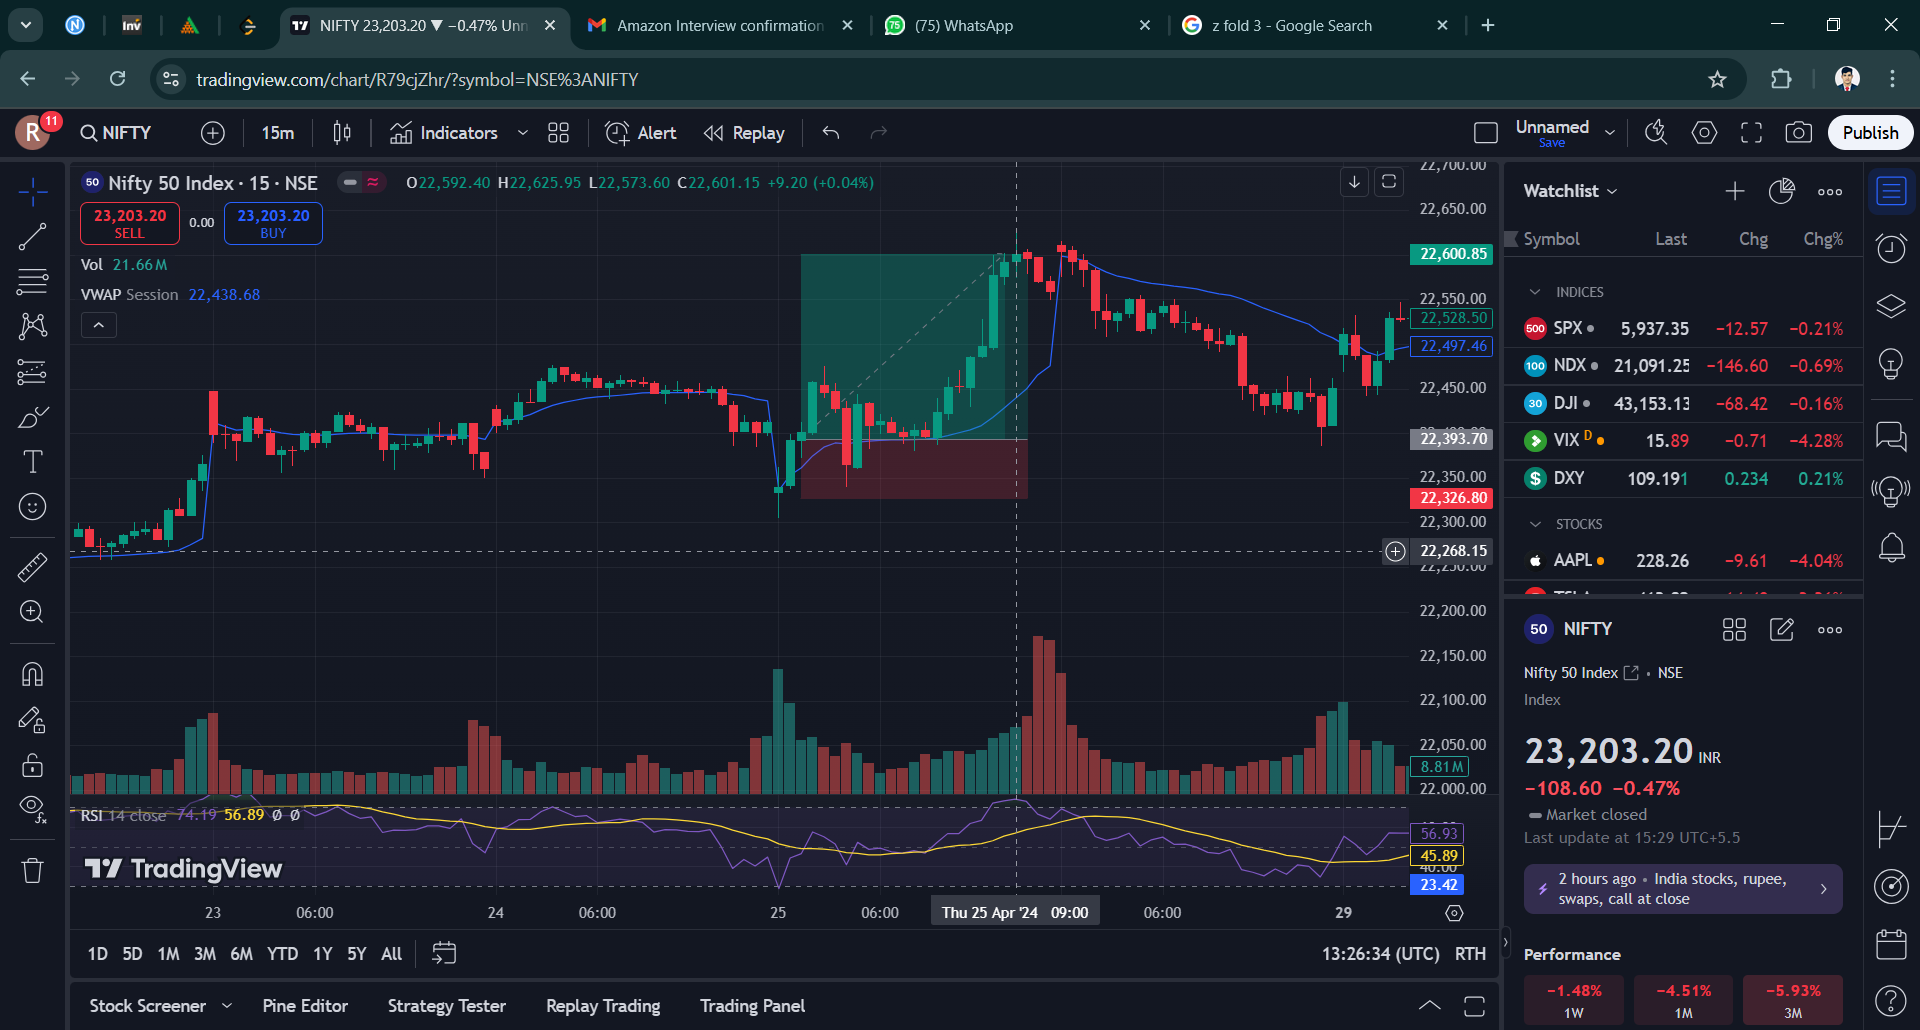 NIFTY 23,203.20 ▼ −0.47% Unn
Amazon Interview confirmation
(75) WhatsApp
z fold 3 - Google Search
tradingview.com/chart/R79cjZhr/?symbol=NSE%3ANIFTY
R
11
NIFTY
15m
Indicators
Alert
Replay
Unnamed
Save
Publish
50 Nifty 50 Index · 15 · NSE
O22,592.40 H22,625.95 L22,573.60 C22,601.15 +9.20 (+0.04%)
23,203.20
SELL
0.00
23,203.20
BUY
Vol 21.66M
VWAP Session 22,438.68
22,700.00
22,650.00
22,600.85
22,550.00
22,528.50
22,497.46
22,450.00
22,393.70
22,350.00
22,326.80
22,300.00
22,268.15
22,250.00
22,200.00
22,150.00
22,100.00
22,050.00
8.81M
22,000.00
RSI 14 close 74.19 56.89 Ø Ø
56.93
45.89
40.00
23.42
TradingView
23
06:00
24
06:00
25
06:00
Thu 25 Apr '24 09:00
06:00
29
1D 5D 1M 3M 6M YTD 1Y 5Y All
13:26:34 (UTC) RTH
Stock Screener
Pine Editor
Strategy Tester
Replay Trading
Trading Panel
Watchlist
Symbol Last Chg Chg%
INDICES
500 SPX 5,937.35 −12.57 −0.21%
100 NDX 21,091.25 −146.60 −0.69%
30 DJI 43,153.13 −68.42 −0.16%
VIX D 15.89 −0.71 −4.28%
DXY 109.191 0.234 0.21%
STOCKS
AAPL 228.26 −9.61 −4.04%
50 NIFTY
Nifty 50 Index • NSE
Index
23,203.20 INR
−108.60 −0.47%
Market closed
Last update at 15:29 UTC+5.5
2 hours ago • India stocks, rupee,
swaps, call at close
Performance
−1.48%
1W
−4.51%
1M
−5.93%
3M